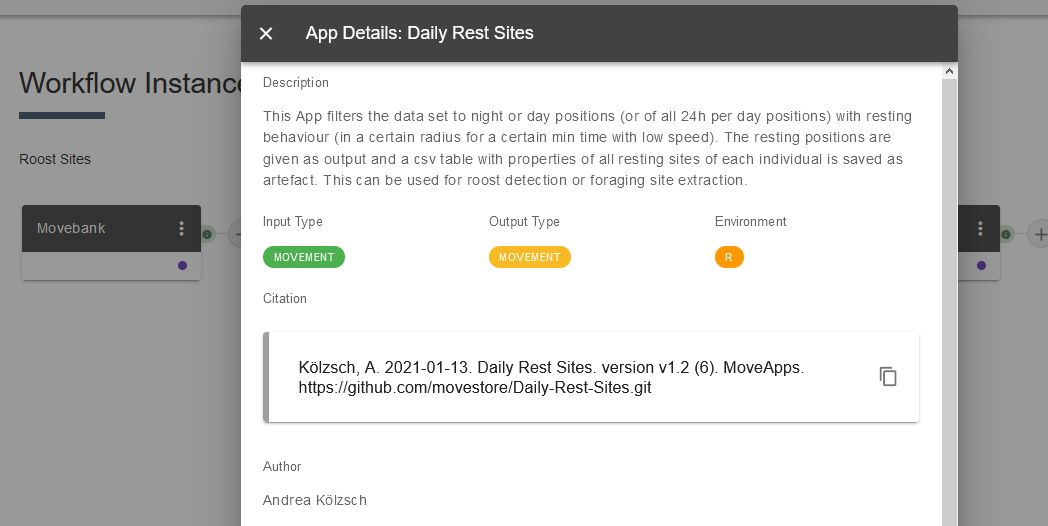 App Details: Daily Rest Sites
Workflow Instance
Roost Sites
Movebank
Description
This App filters the data set to night or day positions (or of all 24h per day positions) with resting
behaviour (in a certain radius for a certain min time with low speed). The resting positions are
given as output and a csv table with properties of all resting sites of each individual is saved as
artefact. This can be used for roost detection or foraging site extraction.
Input Type
Output Type
Environment
MOVEMENT
MOVEMENT
R
Citation
Kölzsch, A. 2021-01-13. Daily Rest Sites. version v1.2 (6). MoveApps.
https://github.com/movestore/Daily-Rest-Sites.git
Author
Andrea Kölzsch